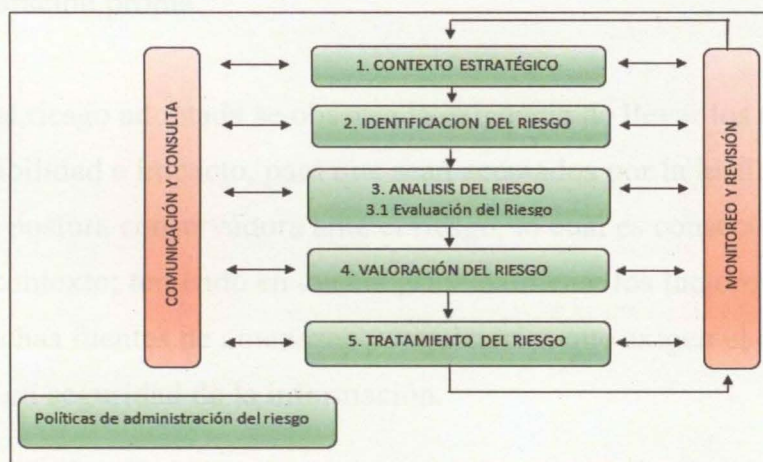 COMUNICACIÓN Y CONSULTA
1. CONTEXTO ESTRATÉGICO
2. IDENTIFICACION DEL RIESGO
3. ANALISIS DEL RIESGO
3.1 Evaluación del Riesgo
4. VALORACIÓN DEL RIESGO
5. TRATAMIENTO DEL RIESGO
MONITOREO Y REVISIÓN
Políticas de administración del riesgo